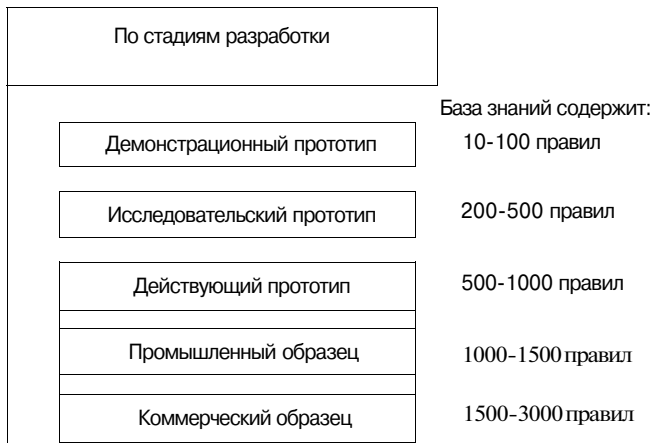 По стадиям разработки
База знаний содержит:
Демонстрационный прототип 10-100 правил
Исследовательский прототип 200-500 правил
Действующий прототип 500-1000 правил
Промышленный образец 1000-1500 правил
Коммерческий образец 1500-3000 правил